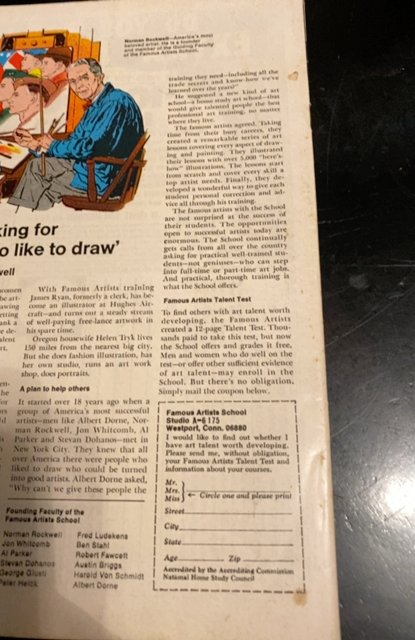 Norman Rockwell—America's most
beloved artist. He is a founder
and member of the Guiding Faculty
of the Famous Artists School.
king for
o like to draw'
well
women
With Famous Artists training
James Ryan, formerly a clerk, has be-
come an illustrator at Hughes Air-
craft—and turns out a steady stream
of well-paying free-lance artwork in
his spare time.
Oregon housewife Helen Tryk lives
150 miles from the nearest big city.
But she does fashion illustration, has
her own studio, runs an art work
shop, does portraits.
A plan to help others
It started over 18 years ago when a
group of America's most successful
artists—men like Albert Dorne, Nor-
man Rockwell, Jon Whitcomb, Al
Parker and Stevan Dohanos—met in
New York City. They knew that all
over America there were people who
liked to draw who could be turned
into good artists. Albert Dorne asked,
"Why can't we give these people the
Founding Faculty of the
Famous Artists School
Norman Rockwell
Jon Whitcomb
Al Parker
Stevan Dohanos
George Giusti
Peter Helck
Fred Ludekens
Ben Stahl
Robert Fawcett
Austin Briggs
Harold Von Schmidt
Albert Dorne
training they need—including all the
trade secrets and know-how we've
learned over the years?"
He suggested a new kind of art
school—a home study art school—that
would give talented people the best
professional art training, no matter
where they live.
The famous artists agreed. Taking
time from their busy careers, they
created a remarkable series of art
lessons covering every aspect of draw-
ing and painting. They illustrated
their lessons with over 5,000 "here's-
how" illustrations. The lessons start
from scratch and cover every skill a
top artist needs. Finally, they de-
veloped a wonderful way to give each
student personal correction and ad-
vice all through his training.
The famous artists with the School
are not surprised at the success of
their students. The opportunities
open to successful artists today are
enormous. The School continually
gets calls from all over the country
asking for practical well-trained stu-
dents—not geniuses—who can step
into full-time or part-time art jobs.
And practical, thorough training is
what the School offers.
Famous Artists Talent Test
To find others with art talent worth
developing, the Famous Artists
created a 12-page Talent Test. Thou-
sands paid to take this test, but now
the School offers and grades it free.
Men and women who do well on the
test—or offer other sufficient evidence
of art talent—may enroll in the
School. But there's no obligation.
Simply mail the coupon below.
Famous Artists School
Studio A-6175
Westport, Conn. 06880
I would like to find out whether I
have art talent worth developing.
Please send me, without obligation,
your Famous Artists Talent Test and
information about your courses.
Mr.
Mrs. ← Circle one and please print
Miss
Street
City
State
Age Zip
Accredited by the Accrediting Commission
National Home Study Council